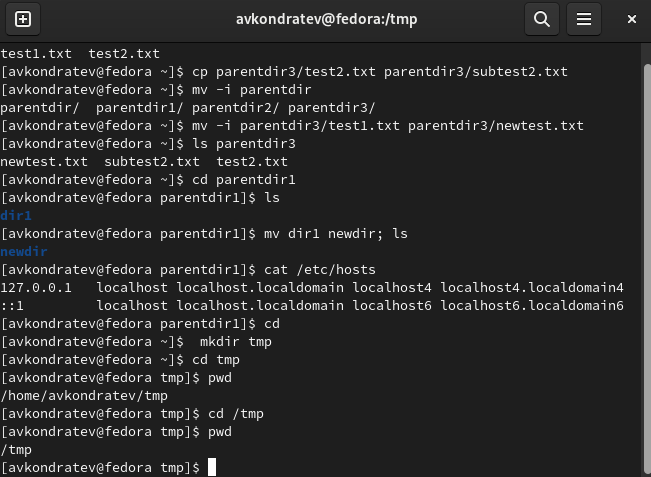 avkondratev@fedora:/tmp
test1.txt  test2.txt
[avkondratev@fedora ~]$ cp parentdir3/test2.txt parentdir3/subtest2.txt
[avkondratev@fedora ~]$ mv -i parentdir
parentdir/  parentdir1/ parentdir2/ parentdir3/
[avkondratev@fedora ~]$ mv -i parentdir3/test1.txt parentdir3/newtest.txt
[avkondratev@fedora ~]$ ls parentdir3
newtest.txt  subtest2.txt  test2.txt
[avkondratev@fedora ~]$ cd parentdir1
[avkondratev@fedora parentdir1]$ ls
dir1
[avkondratev@fedora parentdir1]$ mv dir1 newdir; ls
newdir
[avkondratev@fedora parentdir1]$ cat /etc/hosts
127.0.0.1   localhost localhost.localdomain localhost4 localhost4.localdomain4
::1         localhost localhost.localdomain localhost6 localhost6.localdomain6
[avkondratev@fedora parentdir1]$ cd
[avkondratev@fedora ~]$  mkdir tmp
[avkondratev@fedora ~]$ cd tmp
[avkondratev@fedora tmp]$ pwd
/home/avkondratev/tmp
[avkondratev@fedora tmp]$ cd /tmp
[avkondratev@fedora tmp]$ pwd
/tmp
[avkondratev@fedora tmp]$